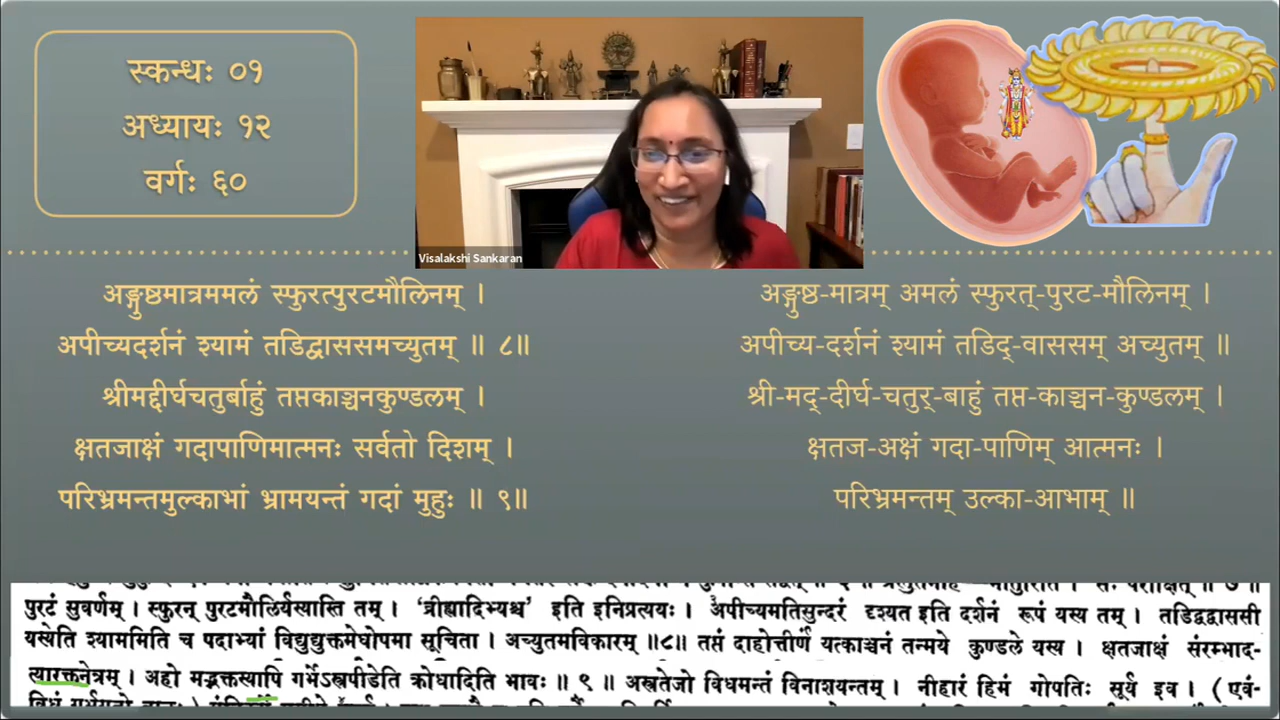 स्कन्धः ०१
अध्यायः १२
वर्गः ६०
Visalakshi Sankaran
अङ्गुष्ठमात्रममलं स्फुरत्पुरटमौलिनम् ।
अपीच्यदर्शनं श्यामं तडिद्वाससमच्युतम् ॥ ८॥
श्रीमद्दीर्घचतुर्बाहुं तप्तकाञ्चनकुण्डलम् ।
क्षतजाक्षं गदापाणिमात्मनः सर्वतो दिशम् ।
परिभ्रमन्तमुल्काभां भ्रामयन्तं गदां मुहुः ॥ ९॥
अङ्गुष्ठ-मात्रम् अमलं स्फुरत्-पुरट-मौलिनम् ।
अपीच्य-दर्शनं श्यामं तडिद्-वाससम् अच्युतम् ॥
श्री-मद्-दीर्घ-चतुर्-बाहुं तप्त-काञ्चन-कुण्डलम् ।
क्षतज-अक्षं गदा-पाणिम् आत्मनः ।
परिभ्रमन्तम् उल्का-आभाम् ॥
पुरटं सुवर्णम् । स्फुरन् पुरटमौलिर्यस्यास्ति तम् । 'व्रीह्यादिभ्यश्च' इति इनिप्रत्ययः । अपीच्यमतिसुन्दरं दृश्यत इति दर्शनं रूपं यस्य तम् । तडिद्वद्वाससी
यस्येति श्याममिति च पदाभ्यां विद्युद्युक्तमेघोपमा सूचिता । अच्युतमविकारम् ॥८॥ तप्तं दाहोत्तीर्णं यत्काञ्चनं तन्मये कुण्डले यस्य । क्षतजाक्षं संरम्भाद-
त्यारक्तनेत्रम् । अहो मद्भक्तस्यापि गर्भेऽस्त्रपीडेति क्रोधादिति भावः ॥ ९ ॥ अस्त्रतेजो विधमन्तं विनाशयन्तम् । नीहारं हिमं गोपतिः सूर्य इव । ( एवं-